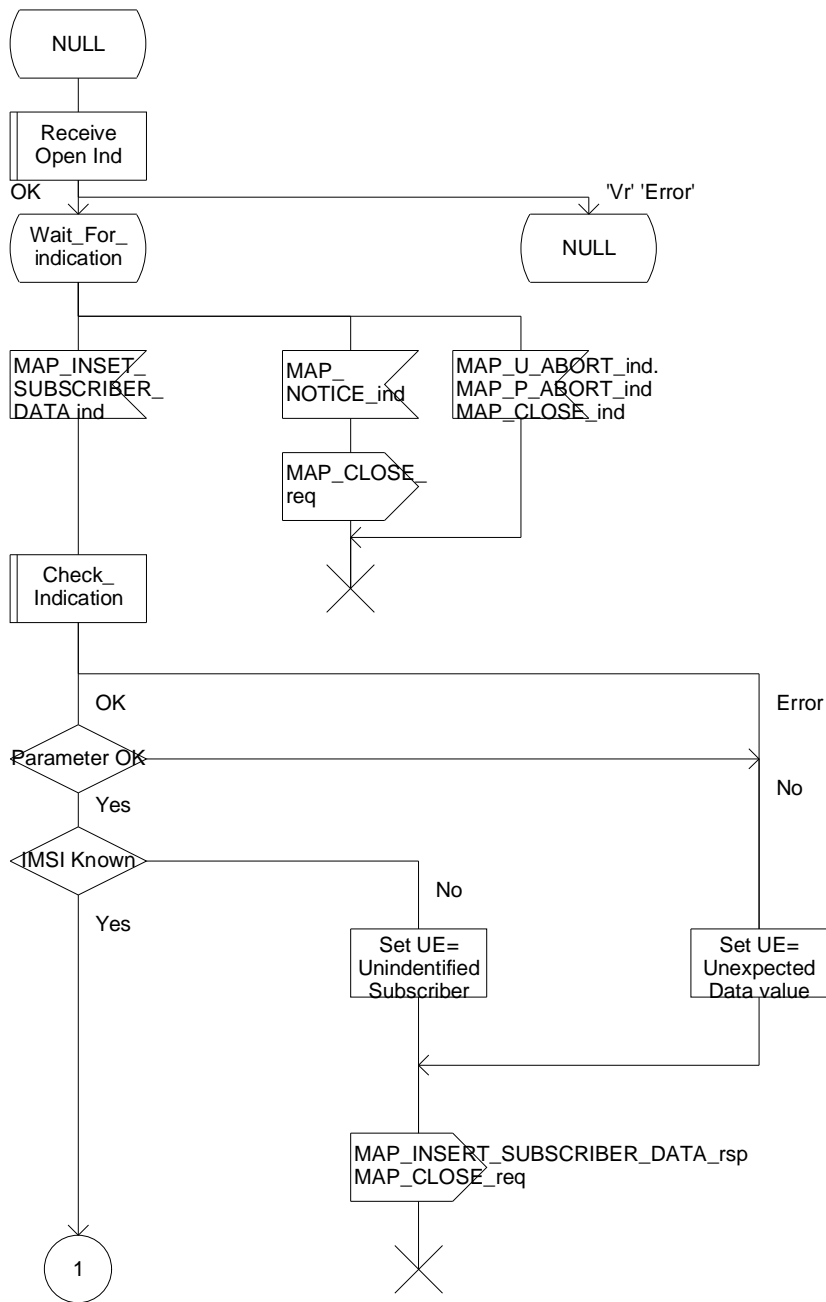 NULL
Receive
Open Ind
OK
'Vr' 'Error'
Wait_For_
indication
NULL
MAP_INSET_
SUBSCRIBER_
DATA ind
MAP_
NOTICE_ind
MAP_U_ABORT_ind.
MAP_P_ABORT_ind
MAP_CLOSE_ind
MAP_CLOSE_
req
Check_
Indication
OK
Error
Parameter OK
Yes
No
IMSI Known
Yes
No
Set UE=
Unidentified
Subscriber
Set UE=
Unexpected
Data value
MAP_INSERT_SUBSCRIBER_DATA_rsp
MAP_CLOSE_req
1